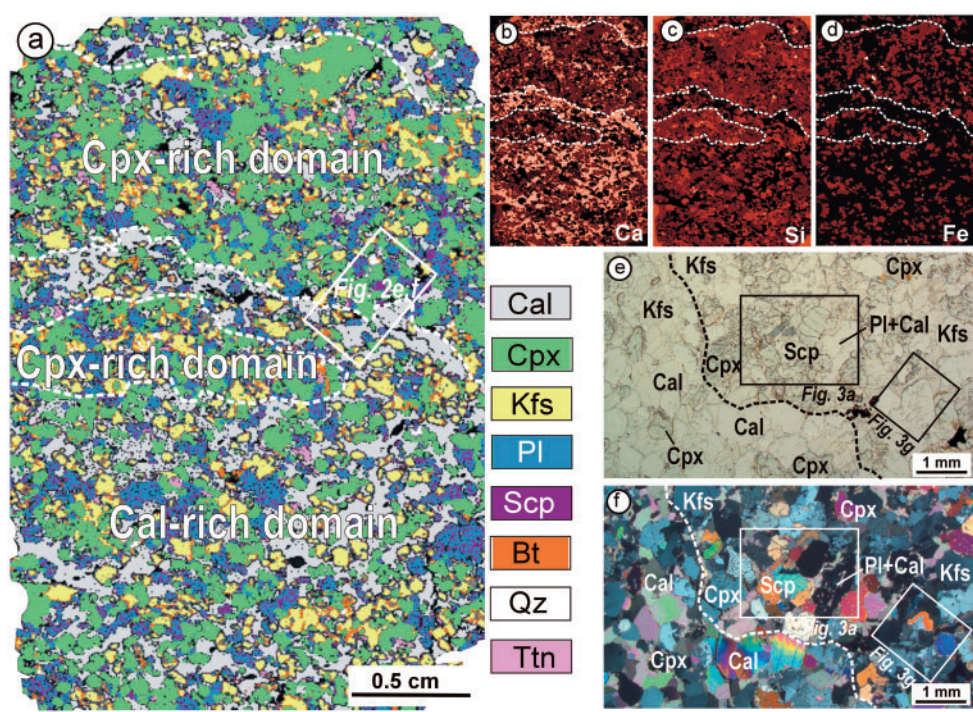 a
Cpx-rich domain
Fig. 2e,f
Cpx-rich domain
Cal-rich domain
0.5 cm
b
Ca
c
Si
d
Fe
Cal
Cpx
Kfs
Pl
Scp
Bt
Qz
Ttn
e
Kfs
Cpx
Kfs
Pl+Cal
Scp
Kfs
Cpx
Cal
Fig. 3a
Cal
Fig. 3g
Cpx
Cpx
1 mm
f
Kfs
Cpx
Pl+Cal
Cal
Scp
Kfs
Cpx
Fig. 3a
Cpx
Cal
Fig. 3g
1 mm